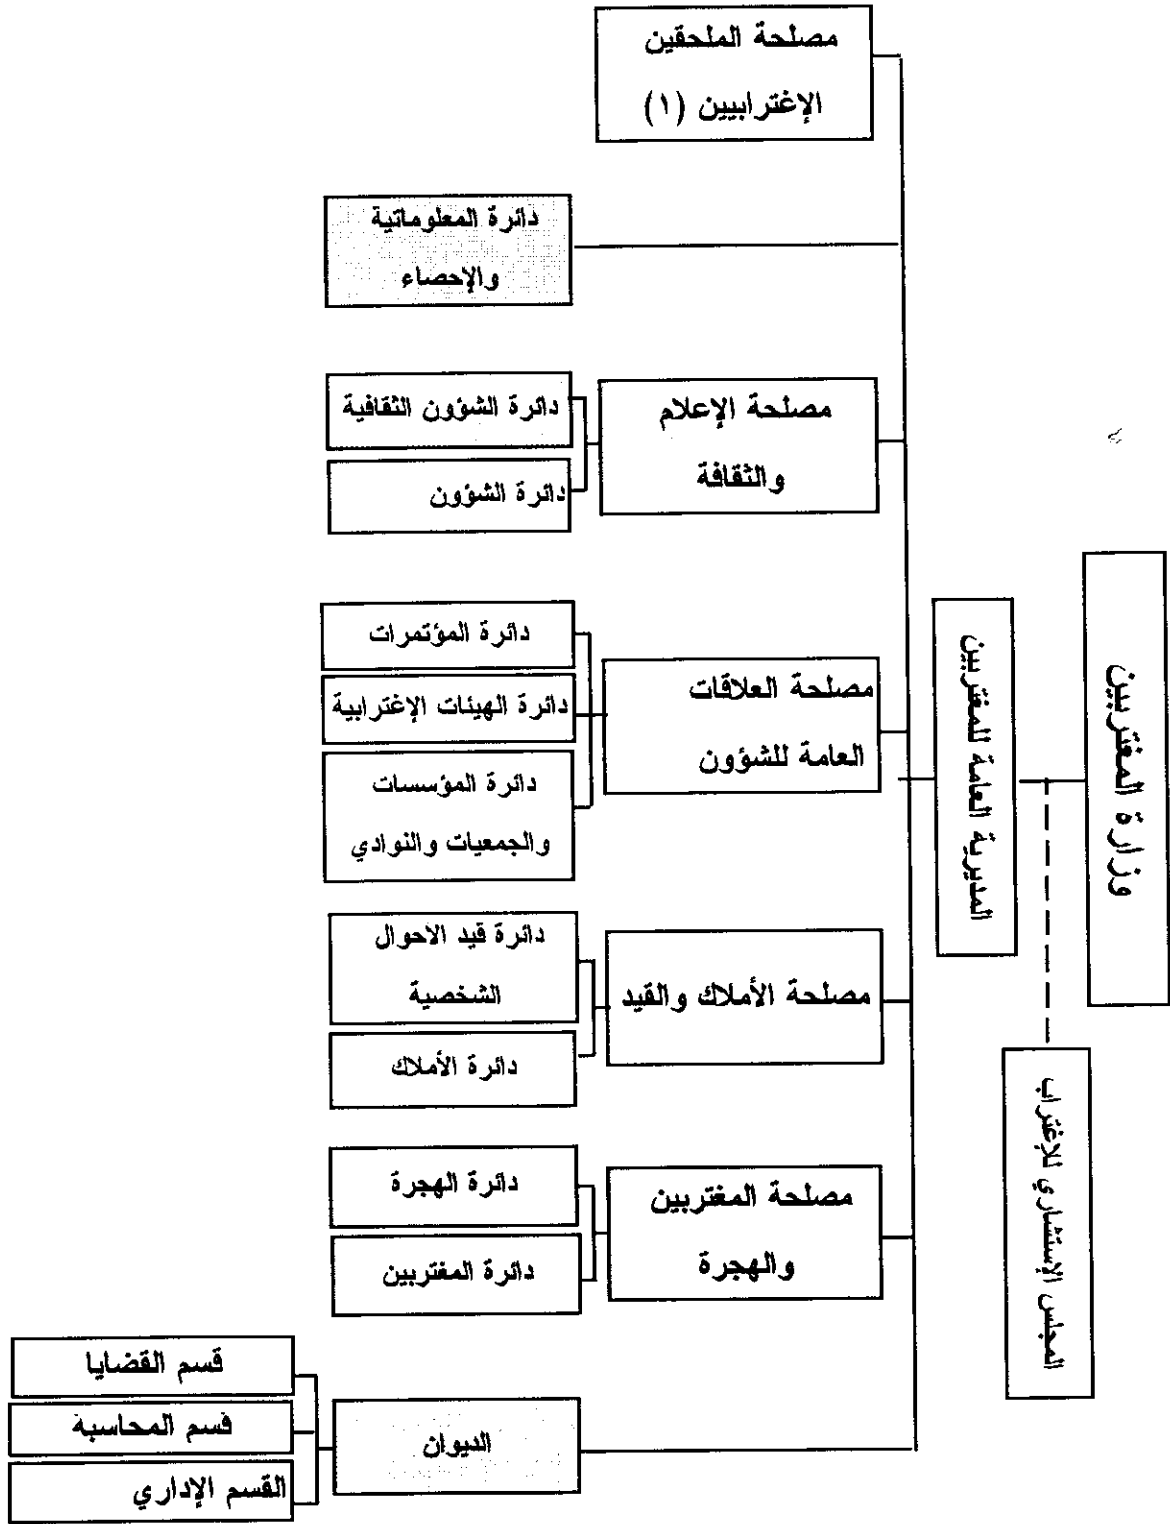 وزارة المغتربين
المجلس الإستشاري للإغتراب
المديرية العامة للمغتربين
مصلحة الملحقين
الإغترابيين (١)
دائرة المعلوماتية
والإحصاء
مصلحة الإعلام
والثقافة
دائرة الشؤون الثقافية
دائرة الشؤون
مصلحة العلاقات
العامة للشؤون
دائرة المؤتمرات
دائرة الهيئات الإغترابية
دائرة المؤسسات
والجمعيات والنوادي
مصلحة الأملاك والقيد
دائرة قيد الاحوال
الشخصية
دائرة الأملاك
مصلحة المغتربين
والهجرة
دائرة الهجرة
دائرة المغتربين
الديوان
قسم القضايا
قسم المحاسبة
القسم الإداري